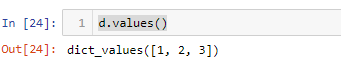 In [24]: 1 d.values()
Out[24]: dict_values([1, 2, 3])